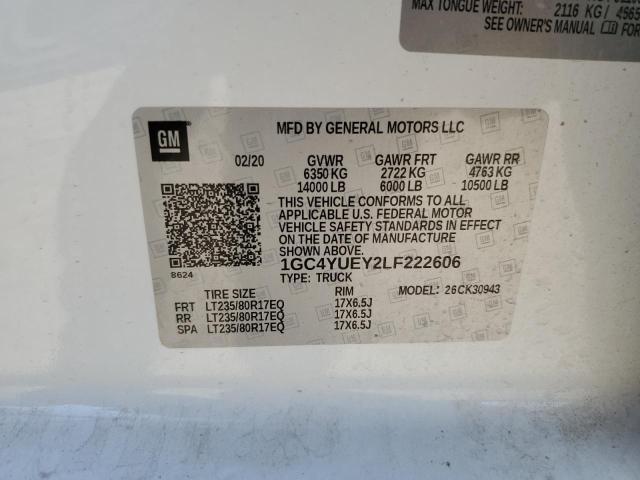 MAX TONGUE WEIGHT: 2116 KG /
SEE OWNER'S MANUAL FOR
GM
MFD BY GENERAL MOTORS LLC
02/20 GVWR GAWR FRT GAWR RR
6350 KG 2722 KG 4763 KG
14000 LB 6000 LB 10500 LB
THIS VEHICLE CONFORMS TO ALL
APPLICABLE U.S. FEDERAL MOTOR
VEHICLE SAFETY STANDARDS IN EFFECT
ON THE DATE OF MANUFACTURE
SHOWN ABOVE.
1GC4YUEY2LF222606
8624
TYPE: TRUCK
TIRE SIZE RIM MODEL: 26CK30943
FRT LT235/80R17EQ 17X6.5J
RR LT235/80R17EQ 17X6.5J
SPA LT235/80R17EQ 17X6.5J